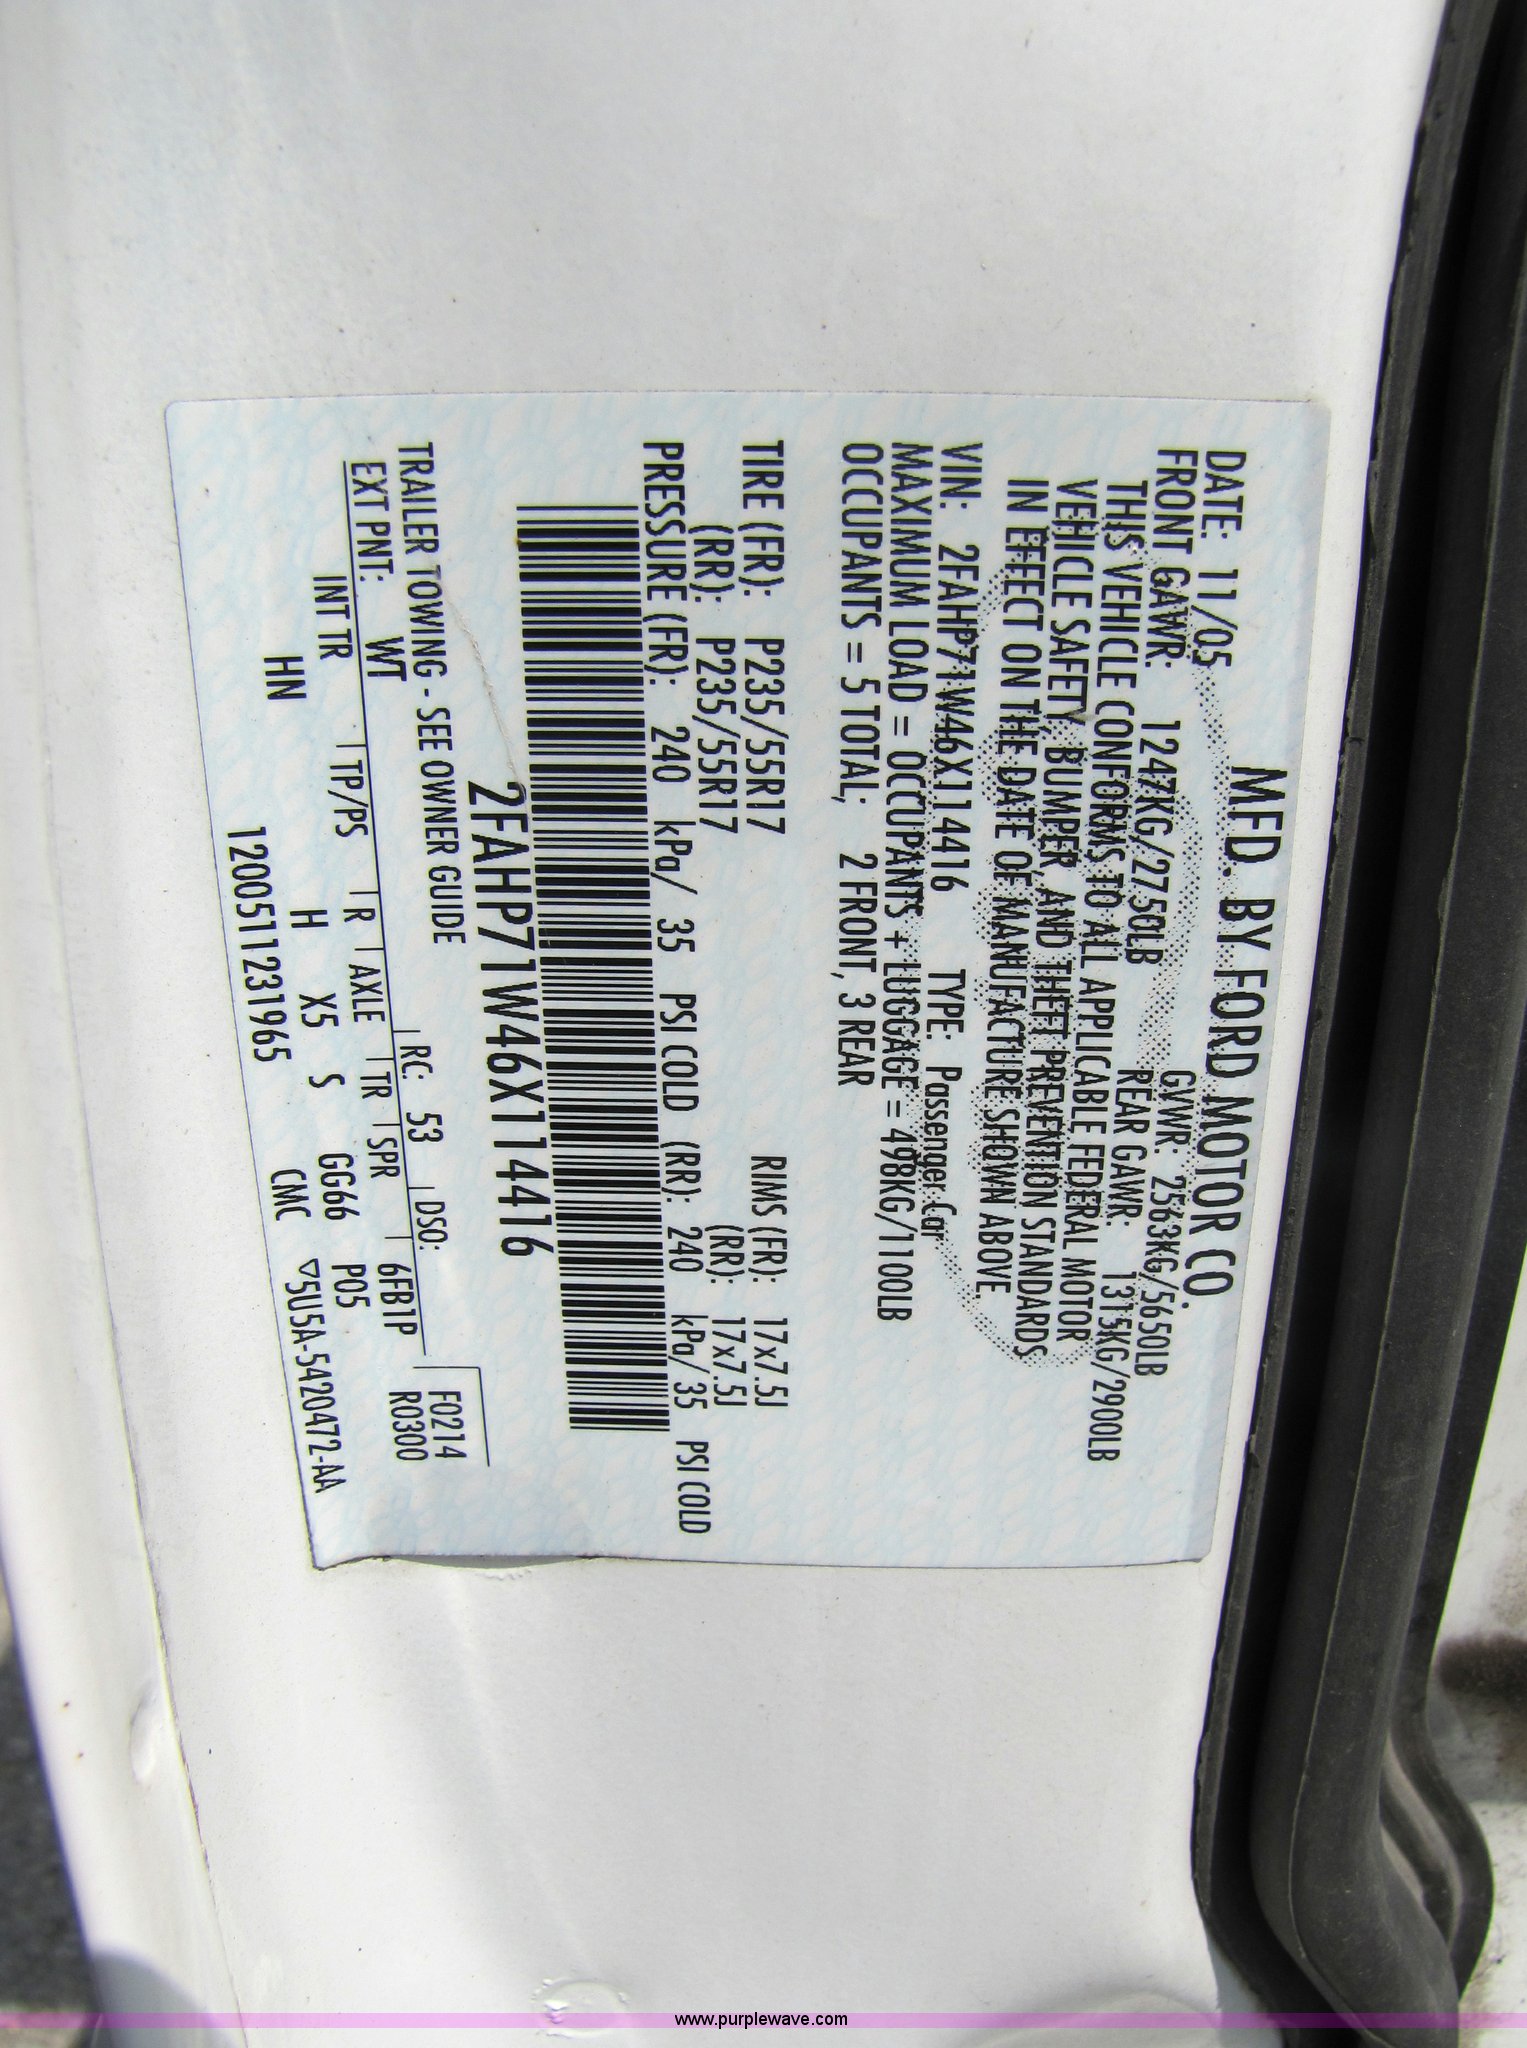 MFD. BY FORD MOTOR CO.
DATE: 11/05 GVWR: 2563KG/5650LB
FRONT GAWR: 1247KG/2750LB REAR GAWR: 1315KG/2900LB
THIS VEHICLE CONFORMS TO ALL APPLICABLE FEDERAL MOTOR
VEHICLE SAFETY, BUMPER, AND THEFT PREVENTION STANDARDS
IN EFFECT ON THE DATE OF MANUFACTURE SHOWN ABOVE.
VIN: 2FAHP71W46X114416 TYPE: Passenger Car
MAXIMUM LOAD = OCCUPANTS + LUGGAGE = 498KG/1100LB
OCCUPANTS = 5 TOTAL; 2 FRONT, 3 REAR
TIRE (FR): P235/55R17 RIMS (FR): 17x7.5J
(RR): P235/55R17 (RR): 17x7.5J
PRESSURE (FR): 240 kPa/ 35 PSI COLD (RR): 240 kPa/35 PSI COLD
2FAHP71W46X114416
TRAILER TOWING - SEE OWNER GUIDE F0214
EXT PNT: WT RC: 53 DSO: 6FB1P R0300
INT TR TP/PS R AXLE TR SPR
HN H X5 S GG66 P05
1200511231965 CMC ▽5U5A-5420472-AA
www.purplewave.com